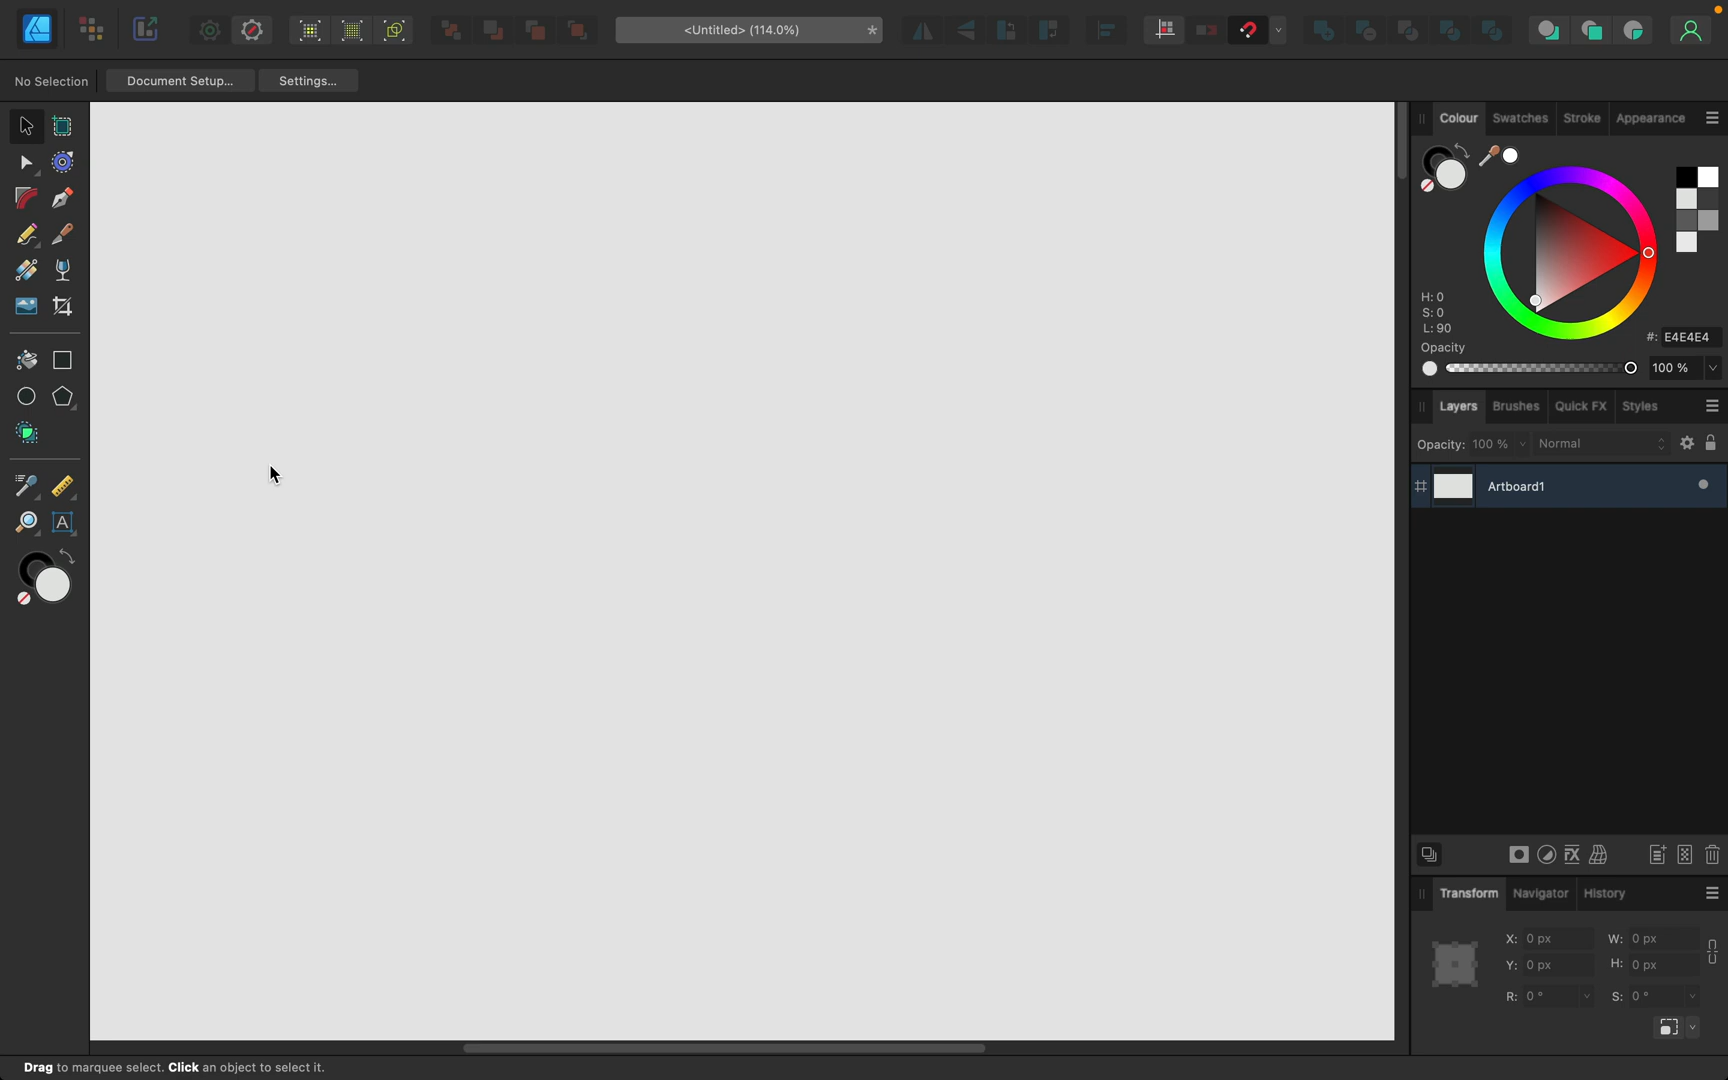 <Untitled> (114.0%)
*
No Selection
Document Setup...
Settings...
Colour
Swatches
Stroke
Appearance
H: 0
S: 0
L: 90
#: E4E4E4
Opacity
100 %
Layers
Brushes
Quick FX
Styles
Opacity: 100 %
Normal
Artboard1
Transform
Navigator
History
X: 0 px
W: 0 px
Y: 0 px
H: 0 px
R: 0 °
S: 0 °
Drag to marquee select. Click an object to select it.